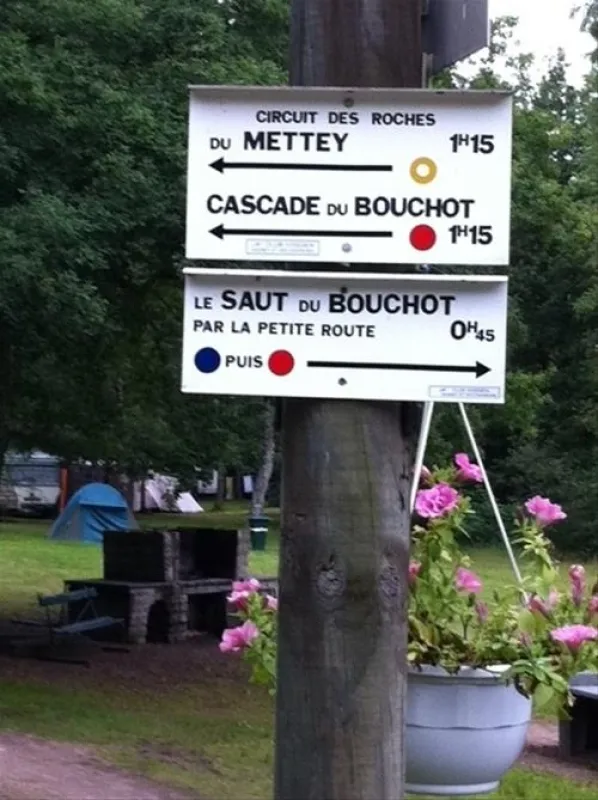 CIRCUIT DES ROCHES
DU METTEY 1H15
CASCADE DU BOUCHOT
1H15
LE SAUT DU BOUCHOT
PAR LA PETITE ROUTE 0H45
PUIS